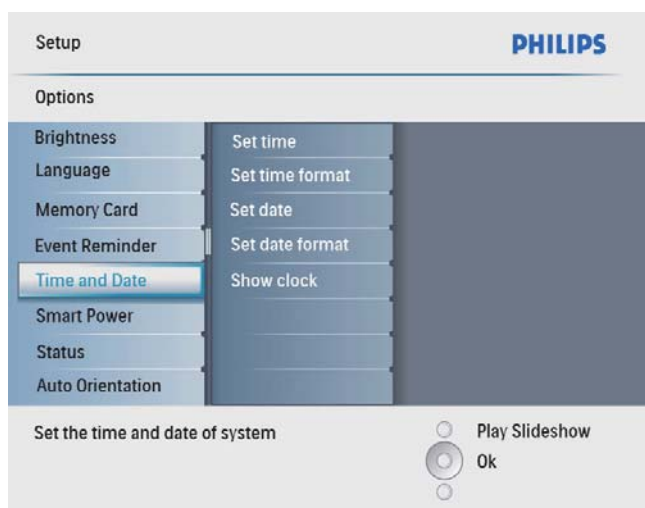 Setup
PHILIPS
Options
Brightness
Language
Memory Card
Event Reminder
Time and Date
Smart Power
Status
Auto Orientation
Set time
Set time format
Set date
Set date format
Show clock
Set the time and date of system
Play Slideshow
Ok